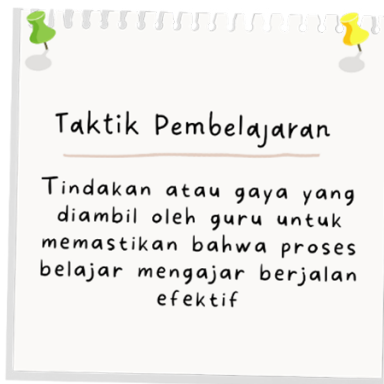 Taktik Pembelajaran
Tindakan atau gaya yang
diambil oleh guru untuk
memastikan bahwa proses
belajar mengajar berjalan
efektif